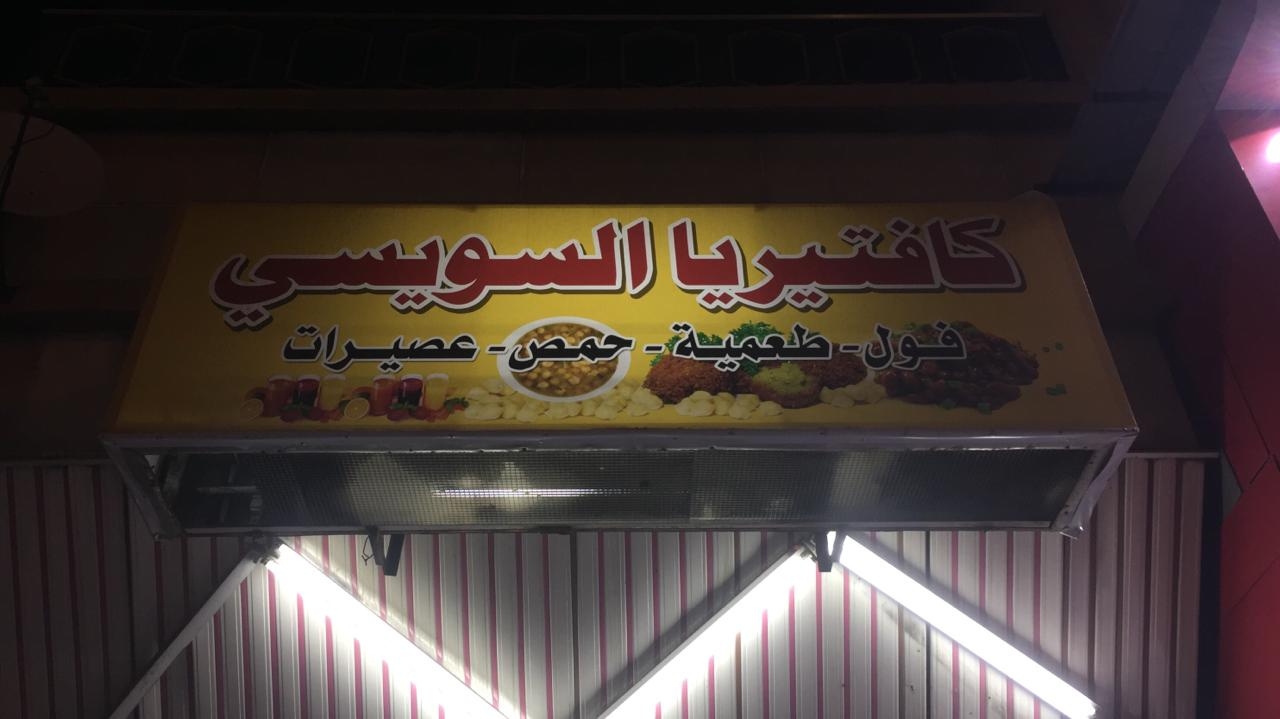 كافتيريا السويسي
فول - طعمية - حمص - عصيرات